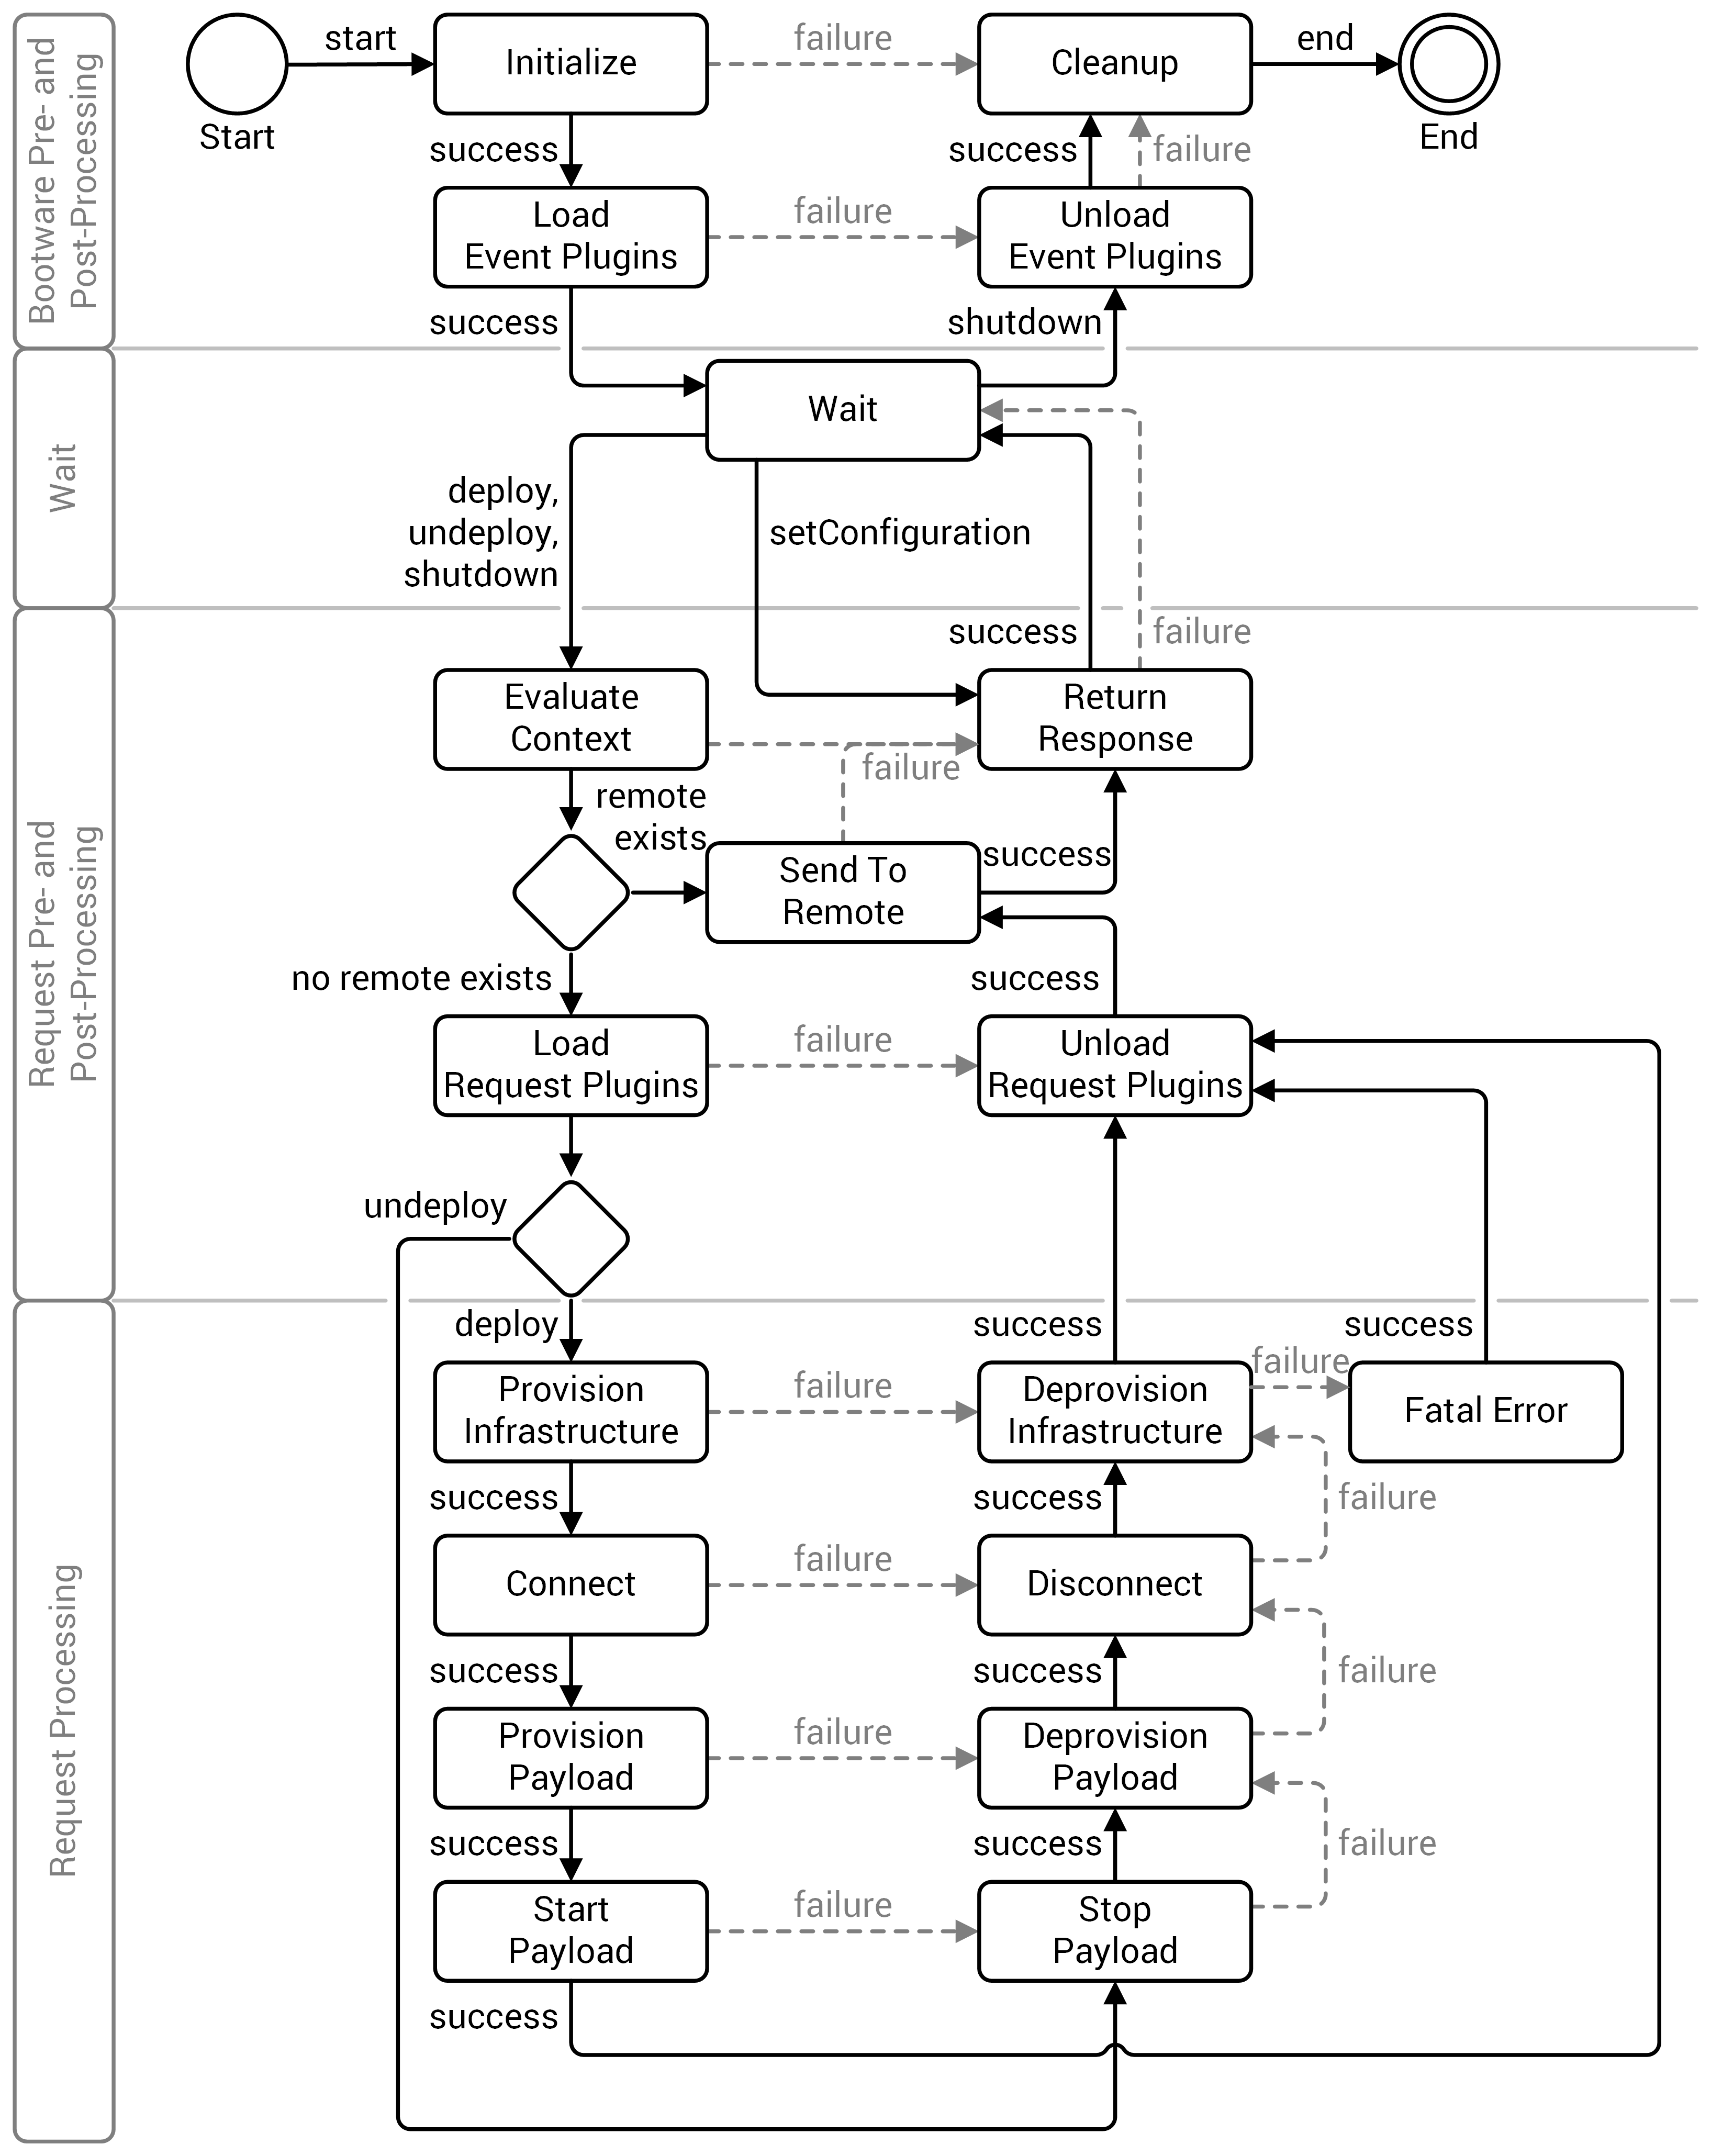 Bootware Pre- and
Post-Processing
start
Start
Initialize
failure
Cleanup
end
End
success
success
failure
Load
Event Plugins
failure
Unload
Event Plugins
success
shutdown
Wait
Wait
deploy,
undeploy,
shutdown
setConfiguration
Request Pre- and
Post-Processing
success
failure
Evaluate
Context
Return
Response
failure
remote
exists
Send To
Remote
success
no remote exists
success
Load
Request Plugins
failure
Unload
Request Plugins
undeploy
Request Processing
deploy
success
success
Provision
Infrastructure
failure
Deprovision
Infrastructure
failure
Fatal Error
success
success
failure
Connect
failure
Disconnect
success
success
failure
Provision
Payload
failure
Deprovision
Payload
success
success
failure
Start
Payload
failure
Stop
Payload
success